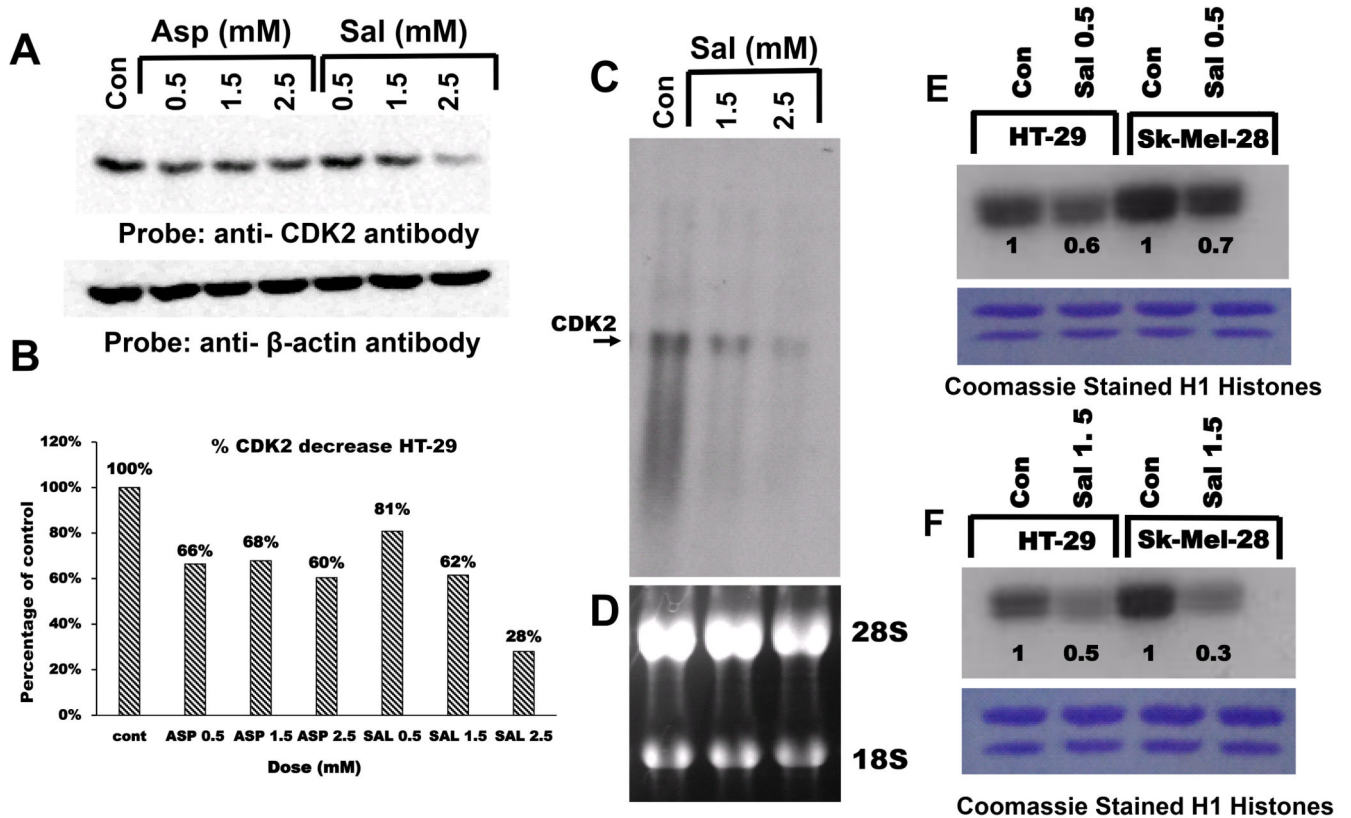 A
Asp (mM) Sal (mM)
Con 0.5 1.5 2.5 0.5 1.5 2.5
Probe: anti- CDK2 antibody
Probe: anti- β-actin antibody
B
% CDK2 decrease HT-29
Percentage of control
120%
100%
80%
60%
40%
20%
0%
100% 66% 68% 60% 81% 62% 28%
cont ASP 0.5 ASP 1.5 ASP 2.5 SAL 0.5 SAL 1.5 SAL 2.5
Dose (mM)
C
Sal (mM)
Con 1.5 2.5
CDK2
D
28S
18S
E
Con Sal 0.5 Con Sal 0.5
HT-29 Sk-Mel-28
1 0.6 1 0.7
Coomassie Stained H1 Histones
F
Con Sal 1. 5 Con Sal 1.5
HT-29 Sk-Mel-28
1 0.5 1 0.3
Coomassie Stained H1 Histones